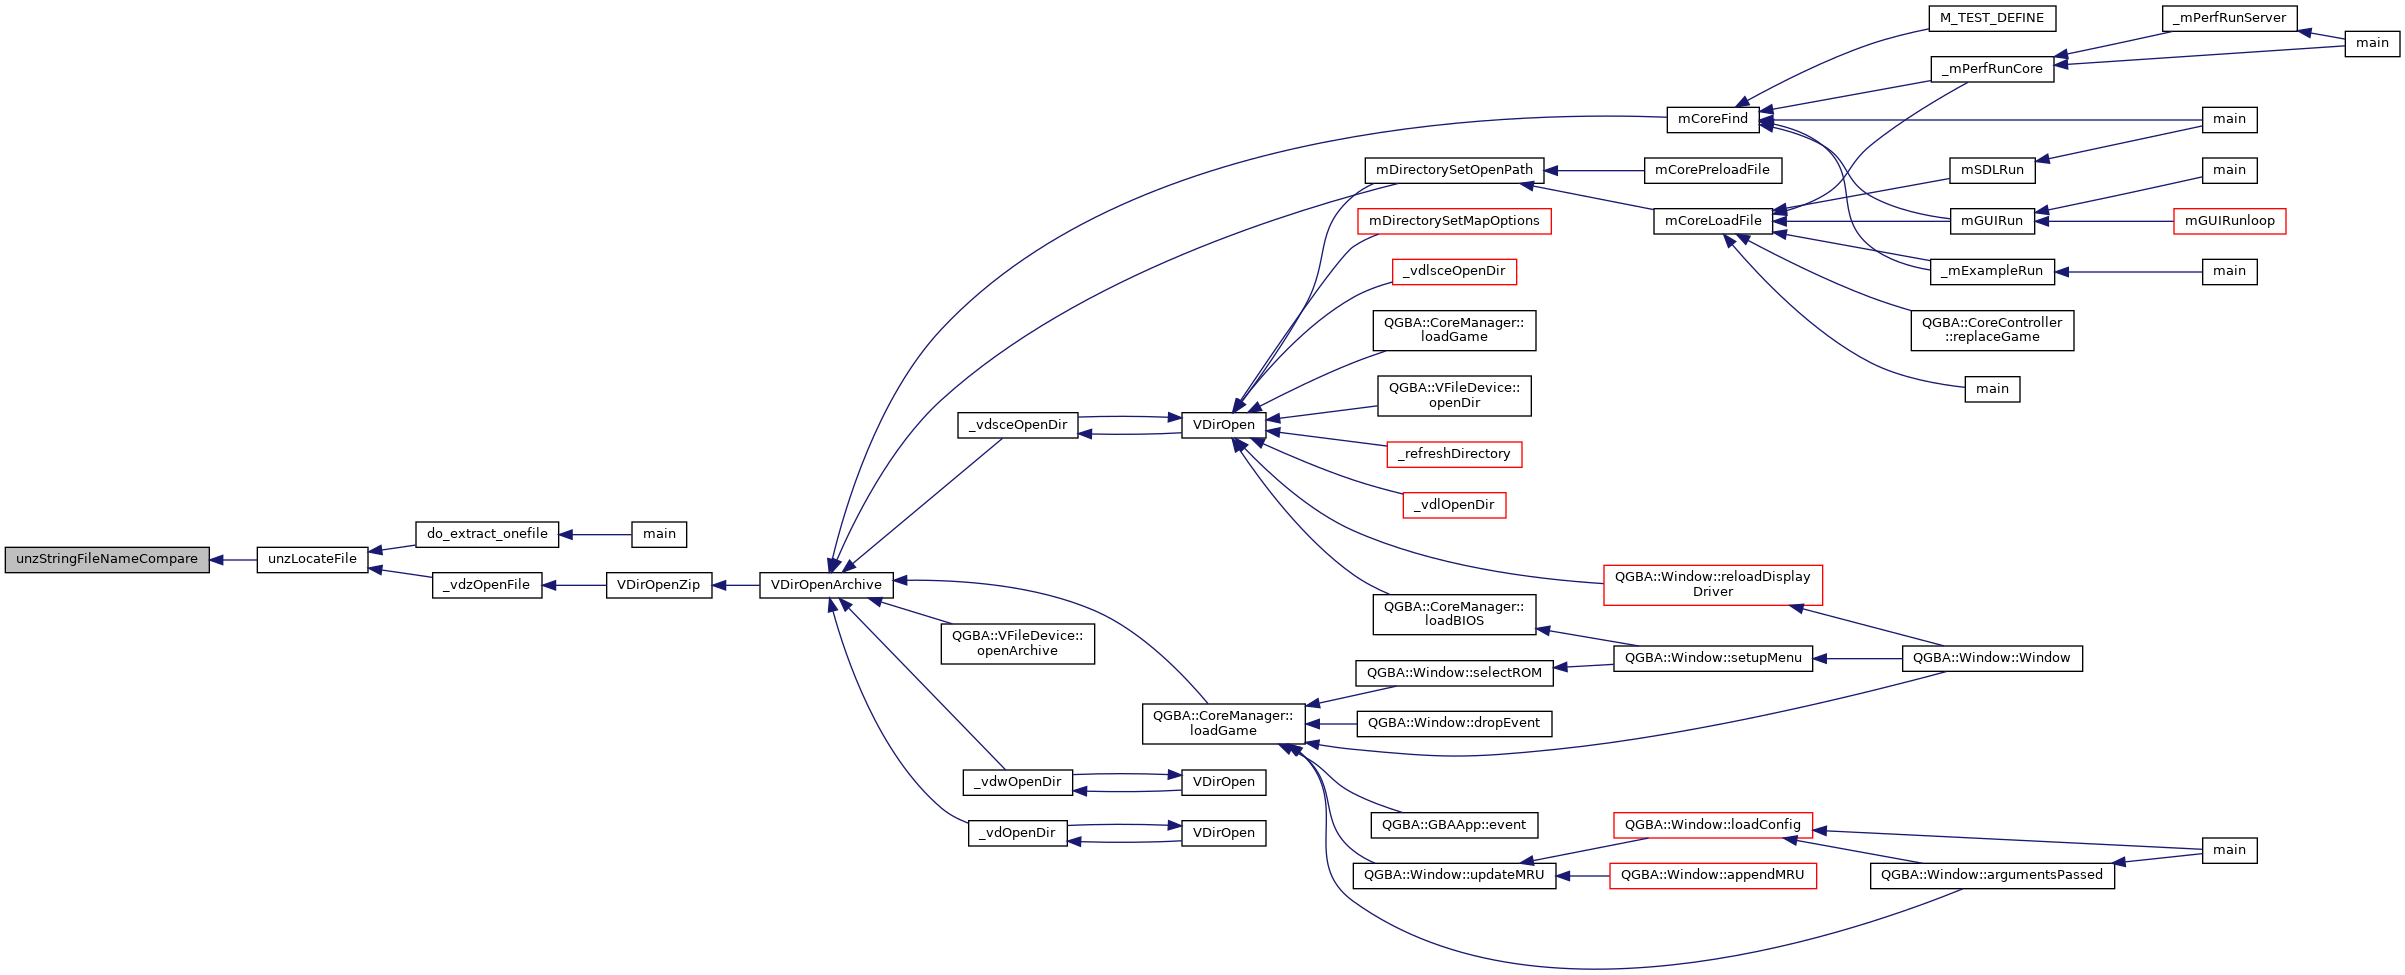 unzStringFileNameCompare
unzLocateFile
do_extract_onefile
main
_vdzOpenFile
VDirOpenZip
VDirOpenArchive
mCoreFind
M_TEST_DEFINE
_mPerfRunCore
_mPerfRunServer
main
main
mDirectorySetOpenPath
mCorePreloadFile
mCoreLoadFile
mSDLRun
mGUIRun
main
mGUIRunloop
_mExampleRun
main
QGBA::CoreController
::replaceGame
main
mDirectorySetMapOptions
_vdlsceOpenDir
QGBA::CoreManager::
loadGame
QGBA::VFileDevice::
openDir
_vdsceOpenDir
VDirOpen
_refreshDirectory
_vdlOpenDir
QGBA::Window::reloadDisplay
Driver
QGBA::CoreManager::
loadBIOS
QGBA::Window::setupMenu
QGBA::Window::Window
QGBA::VFileDevice::
openArchive
QGBA::Window::selectROM
QGBA::CoreManager::
loadGame
QGBA::Window::dropEvent
_vdwOpenDir
VDirOpen
_vdOpenDir
VDirOpen
QGBA::GBAApp::event
QGBA::Window::loadConfig
main
QGBA::Window::updateMRU
QGBA::Window::appendMRU
QGBA::Window::argumentsPassed